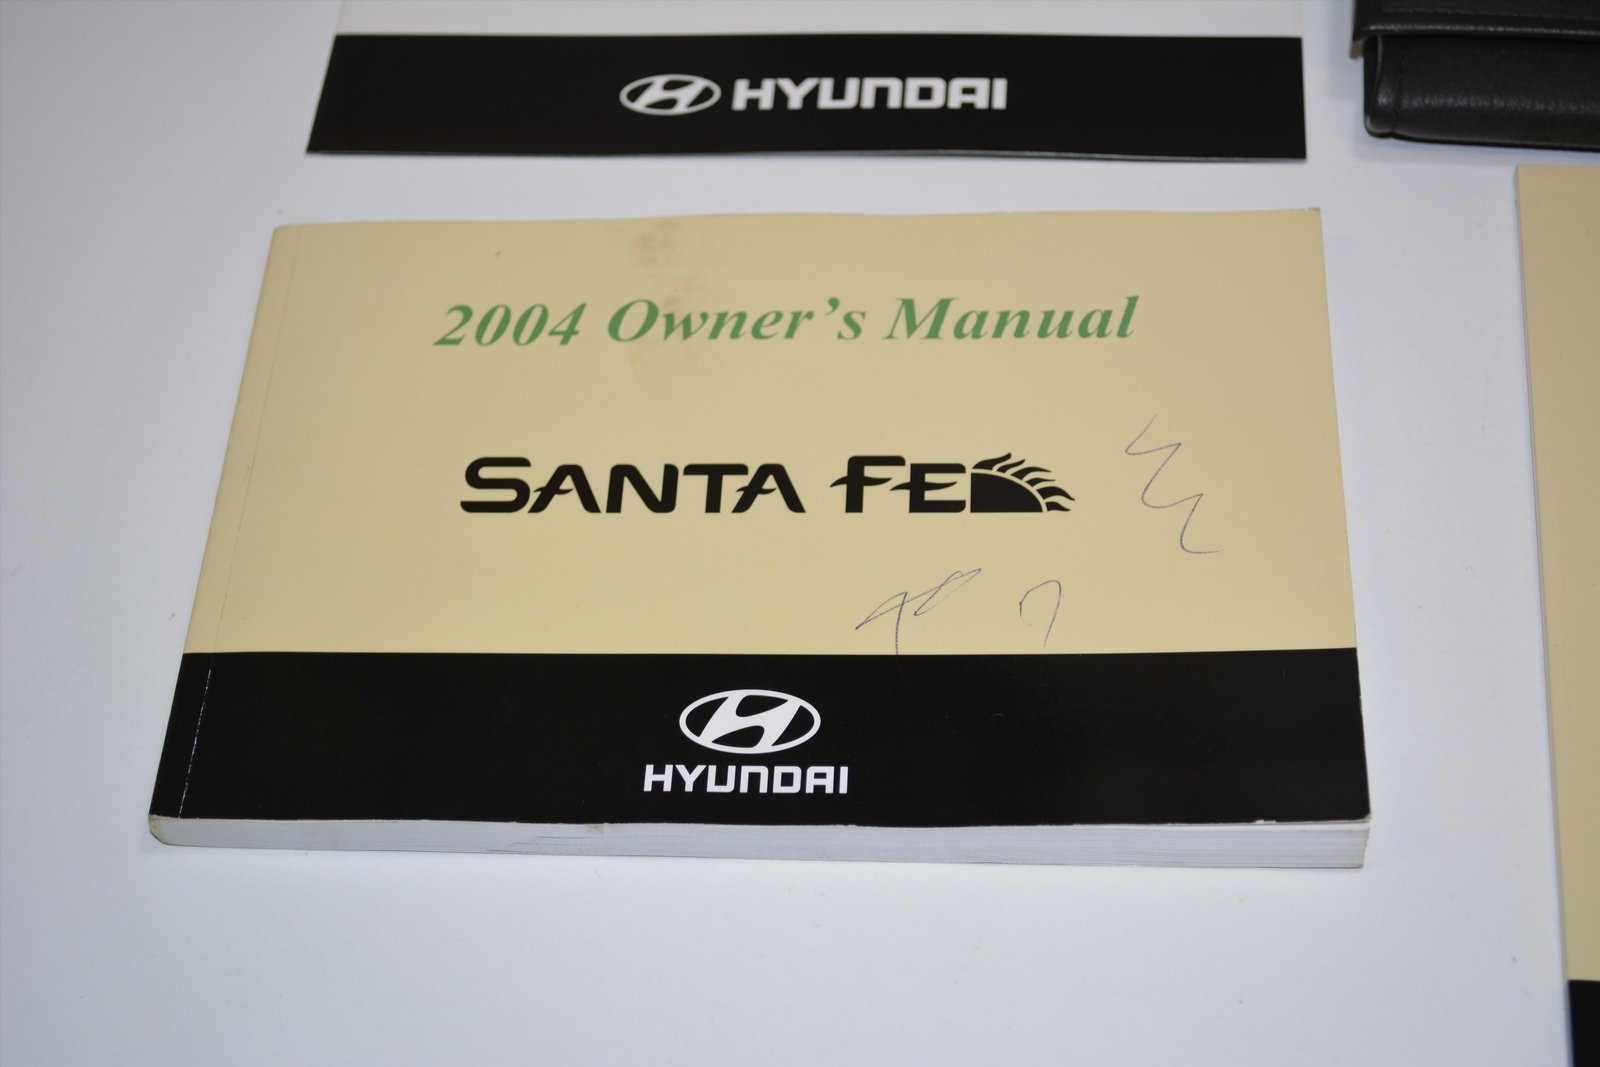 HYUNDAI
2004 Owner's Manual
SANTA FE
HYUNDAI